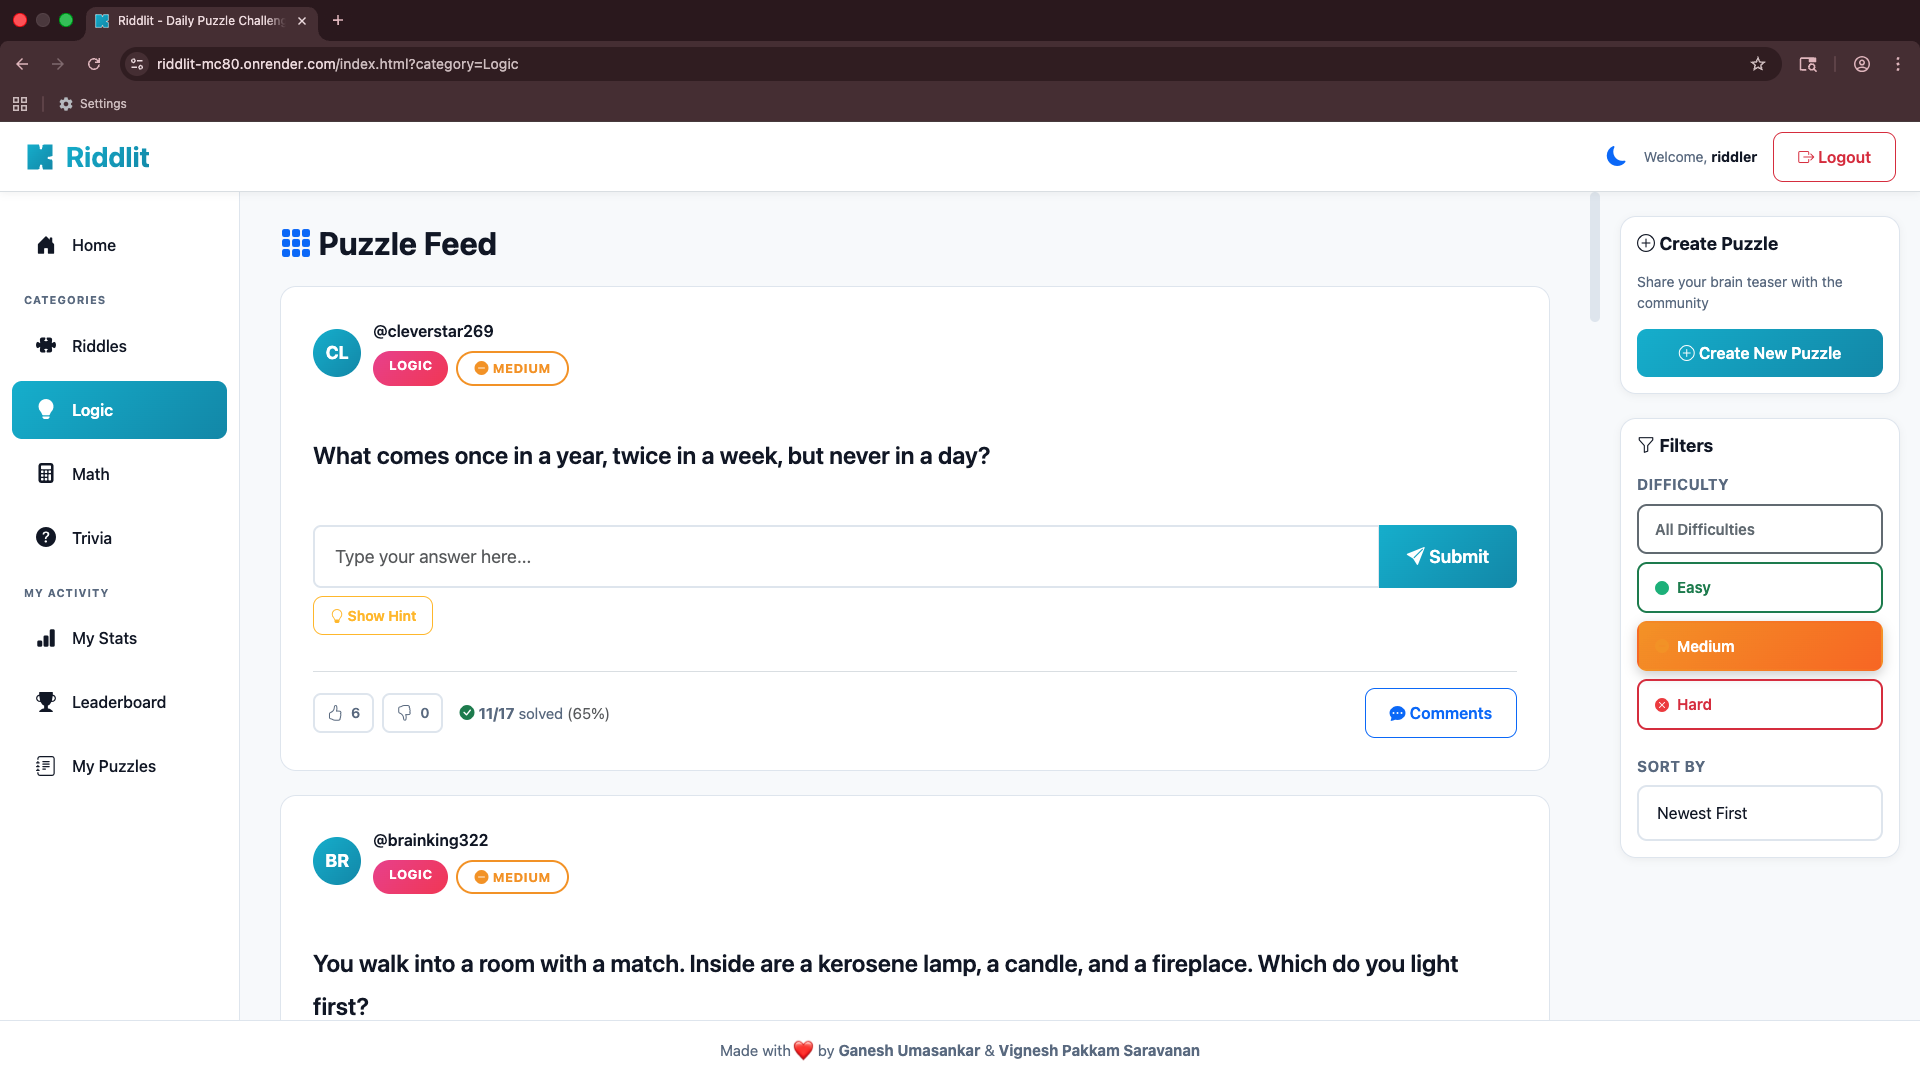 Riddlit - Daily Puzzle Challeng
riddlit-mc80.onrender.com/index.html?category=Logic
Settings
Riddlit
Welcome, riddler
Logout
Home
CATEGORIES
Riddles
Logic
Math
Trivia
MY ACTIVITY
My Stats
Leaderboard
My Puzzles
Puzzle Feed
CL
@cleverstar269
LOGIC
MEDIUM
What comes once in a year, twice in a week, but never in a day?
Type your answer here...
Submit
Show Hint
6
0
11/17 solved (65%)
Comments
BR
@brainking322
LOGIC
MEDIUM
You walk into a room with a match. Inside are a kerosene lamp, a candle, and a fireplace. Which do you light
first?
Create Puzzle
Share your brain teaser with the
community
Create New Puzzle
Filters
DIFFICULTY
All Difficulties
Easy
Medium
Hard
SORT BY
Newest First
Made with ❤️ by Ganesh Umasankar & Vignesh Pakkam Saravanan